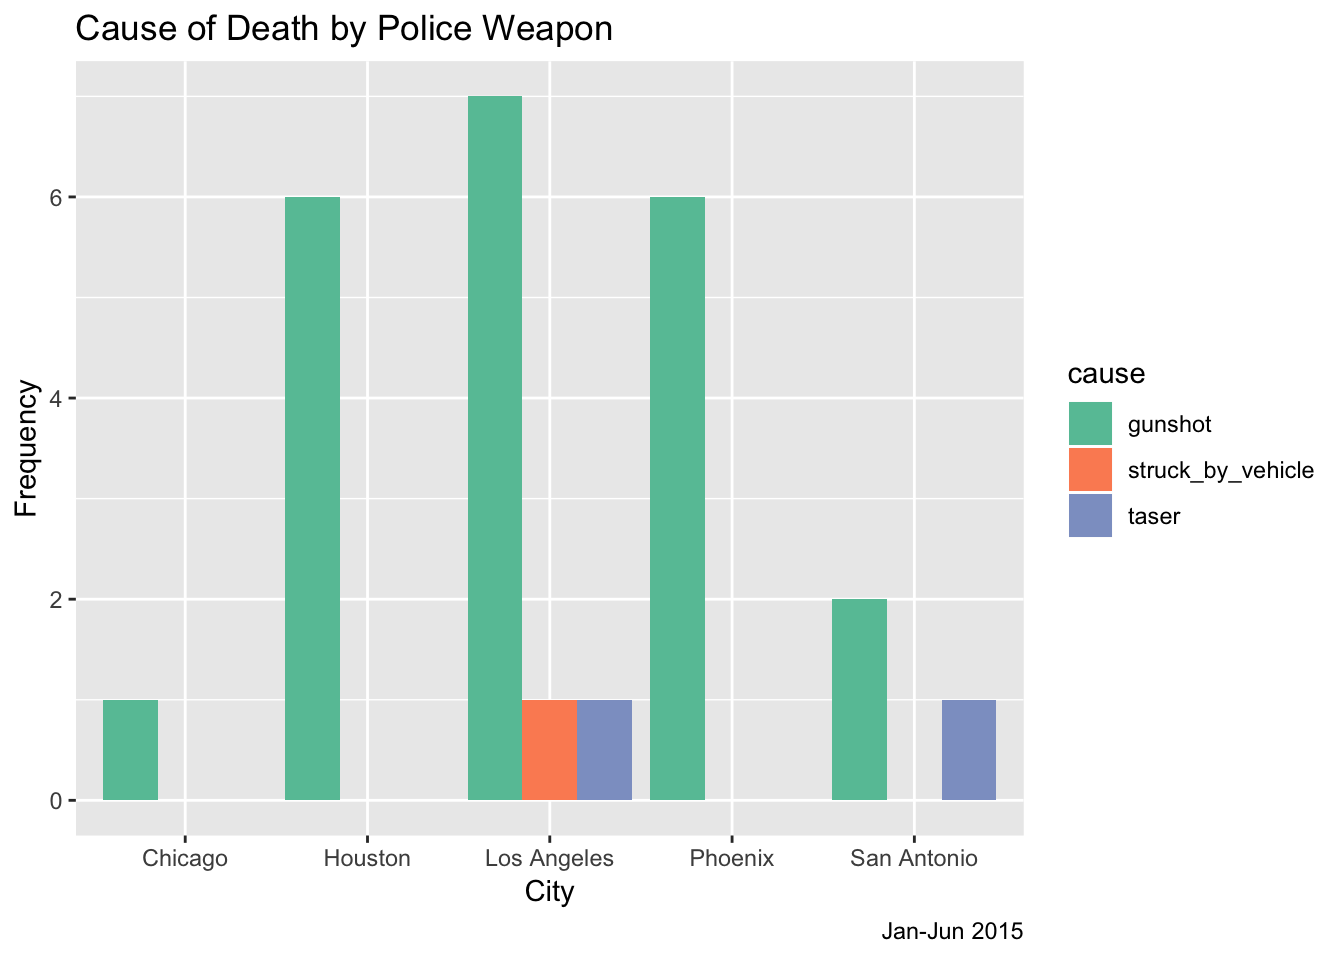 Cause of Death by Police Weapon
Frequency
6
4
2
0
Chicago Houston Los Angeles Phoenix San Antonio
City
Jan-Jun 2015
cause
gunshot
struck_by_vehicle
taser